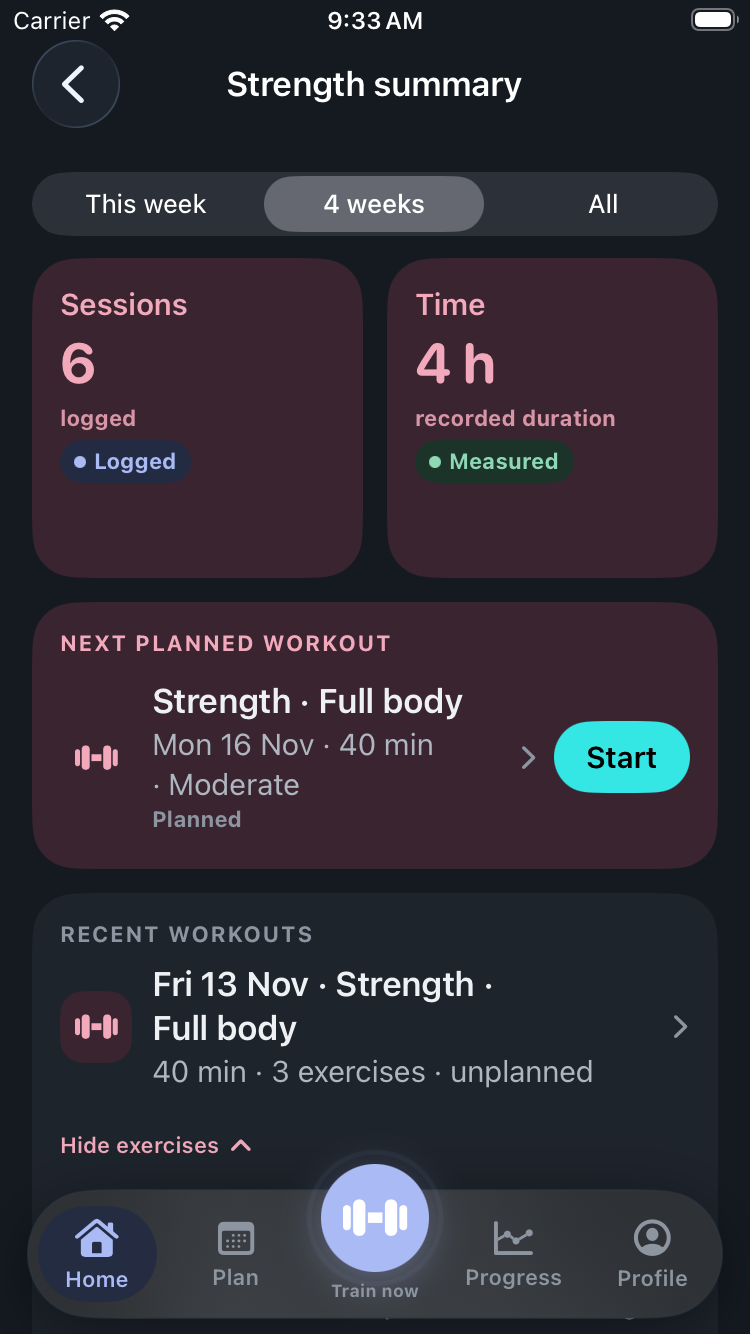 Carrier 9:33 AM
Strength summary
This week 4 weeks All
Sessions
6
logged
Logged
Time
4 h
recorded duration
Measured
NEXT PLANNED WORKOUT
Strength · Full body
Mon 16 Nov · 40 min
· Moderate
Planned
Start
RECENT WORKOUTS
Fri 13 Nov · Strength ·
Full body
40 min · 3 exercises · unplanned
Hide exercises
Home
Plan
Train now
Progress
Profile